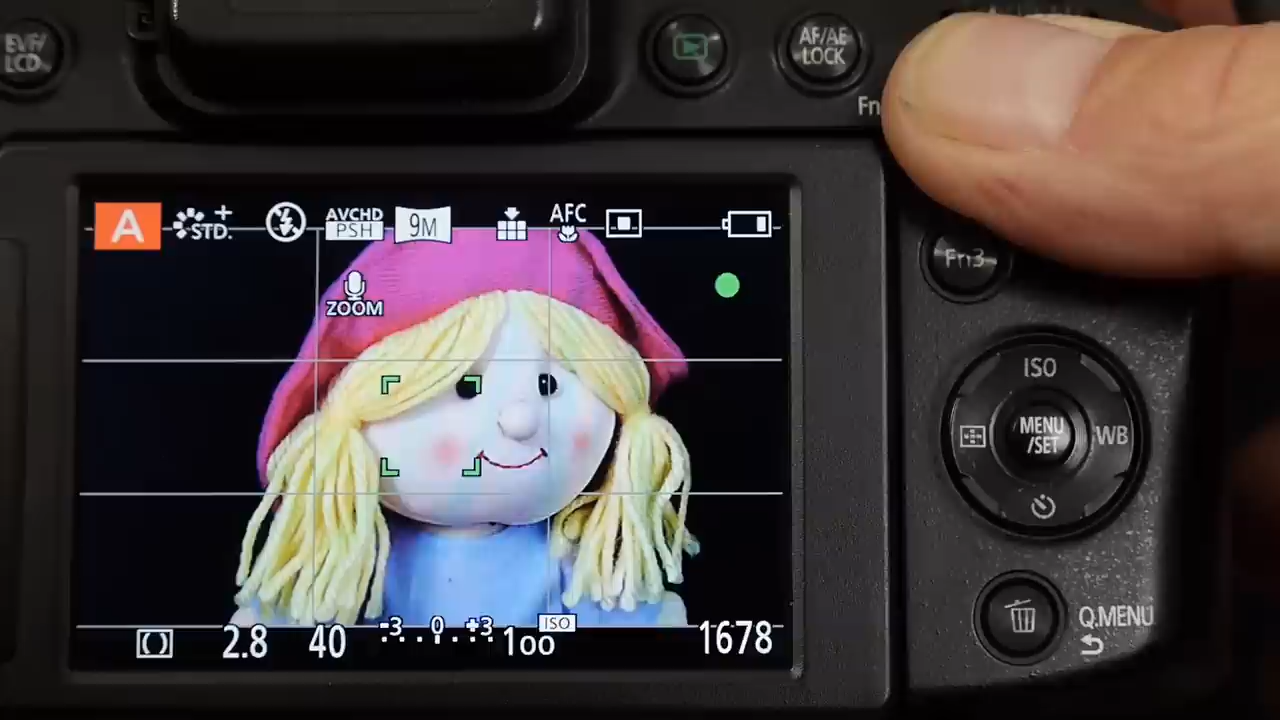 EVF/
LCD
AF/AE
LOCK
Fn
A
STD.
AVCHD
PSH
9M
AFC
ZOOM
Fn3
ISO
MENU
/SET
WB
2.8
40
-3..0..+3
ISO
100
1678
Q.MENU